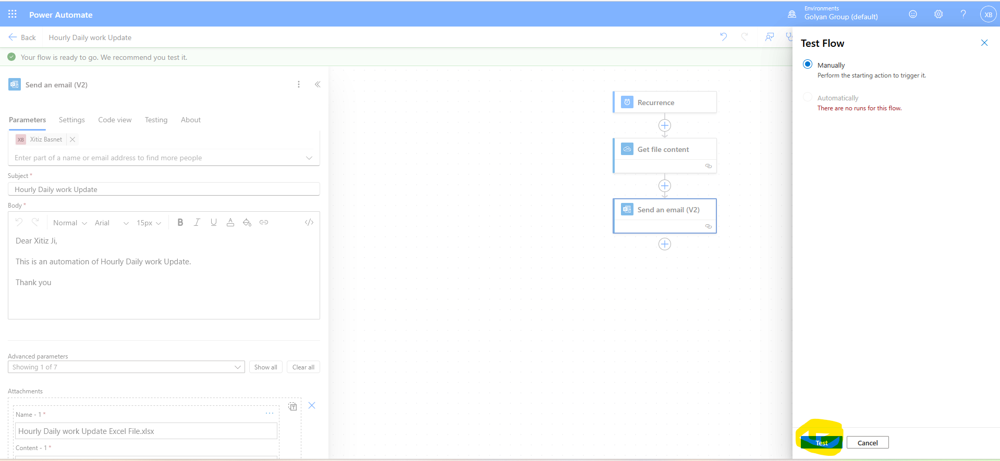 Power Automate
Environments
Golyan Group (default)
XB
Back
Hourly Daily work Update
Your flow is ready to go. We recommend you test it.
Send an email (V2)
Parameters Settings Code view Testing About
XB Xitiz Basnet
Enter part of a name or email address to find more people
Subject *
Hourly Daily work Update
Body *
Normal Arial 15px B I U A </>
Dear Xitiz Ji,
This is an automation of Hourly Daily work Update.
Thank you
Advanced parameters
Showing 1 of 7 Show all Clear all
Attachments
Name - 1 *
Hourly Daily work Update Excel File.xlsx
Content - 1 *
Recurrence
Get file content
Send an email (V2)
Test Flow
Manually
Perform the starting action to trigger it.
Automatically
There are no runs for this flow.
Test Cancel